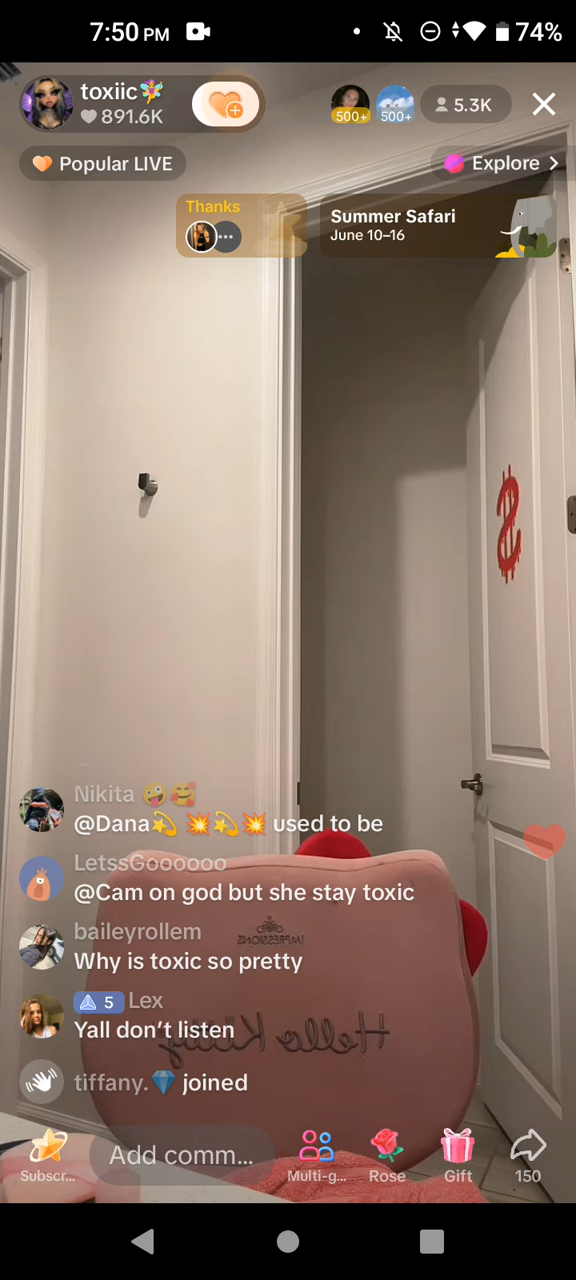 7:50 PM
74%
toxiic🧚
891.6K
500+
500+
5.3K
Popular LIVE
Explore >
Thanks
Summer Safari
June 10–16
Nikita 🤪🥰
@Dana💫 💥💫💥 used to be
LetssGoooooo
@Cam on god but she stay toxic
baileyrollem
Why is toxic so pretty
5 Lex
Yall don't listen
tiffany.💎 joined
IMPRESSIONS
Hello Kitty
Add comm...
Subscr...
Multi-g...
Rose
Gift
150